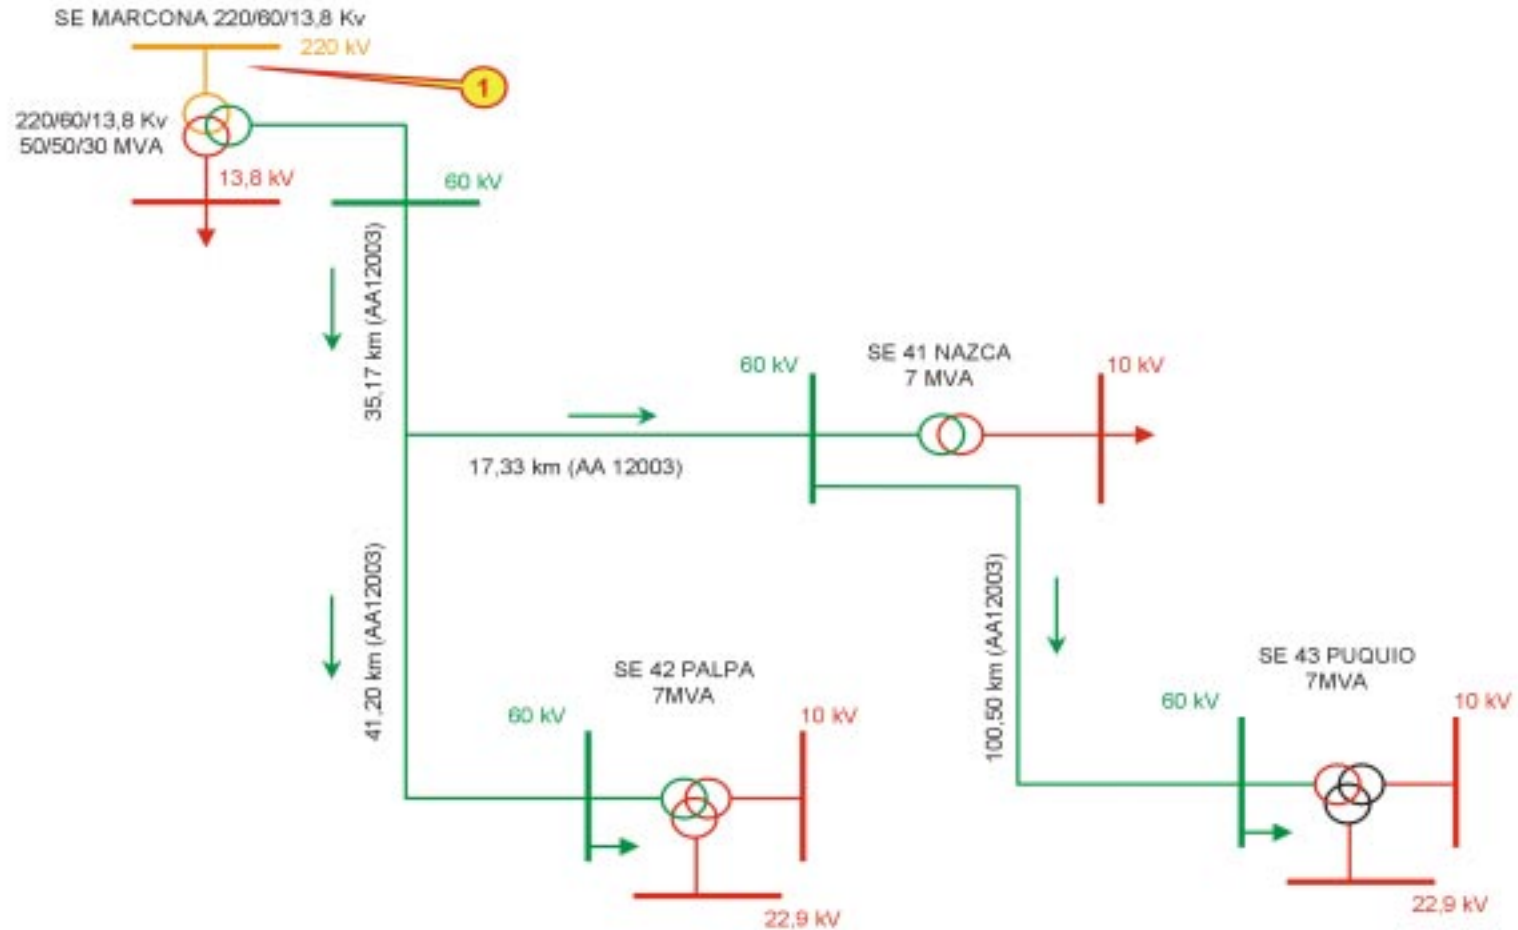 SE MARCONA 220/60/13,8 Kv
220 kV
1
220/60/13,8 Kv
50/50/30 MVA
13,8 kV
60 kV
35,17 km (AA12003)
60 kV
SE 41 NAZCA
7 MVA
10 kV
17,33 km (AA 12003)
41,20 km (AA12003)
100,50 km (AA12003)
SE 42 PALPA
7MVA
60 kV
10 kV
22,9 kV
SE 43 PUQUIO
7MVA
60 kV
10 kV
22,9 kV